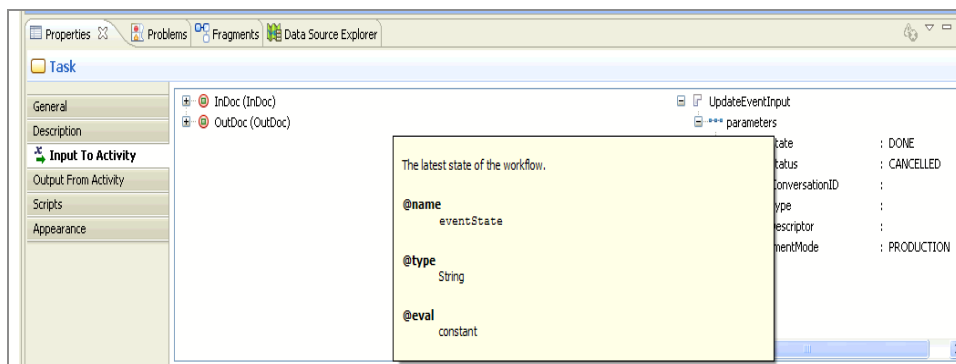 Properties Problems Fragments Data Source Explorer
Task
General
Description
Input To Activity
Output From Activity
Scripts
Appearance
InDoc (InDoc)
OutDoc (OutDoc)
UpdateEventInput
parameters
tate : DONE
tatus : CANCELLED
ConversationID :
ype :
escriptor :
mentMode : PRODUCTION
The latest state of the workflow.
@name
eventState
@type
String
@eval
constant